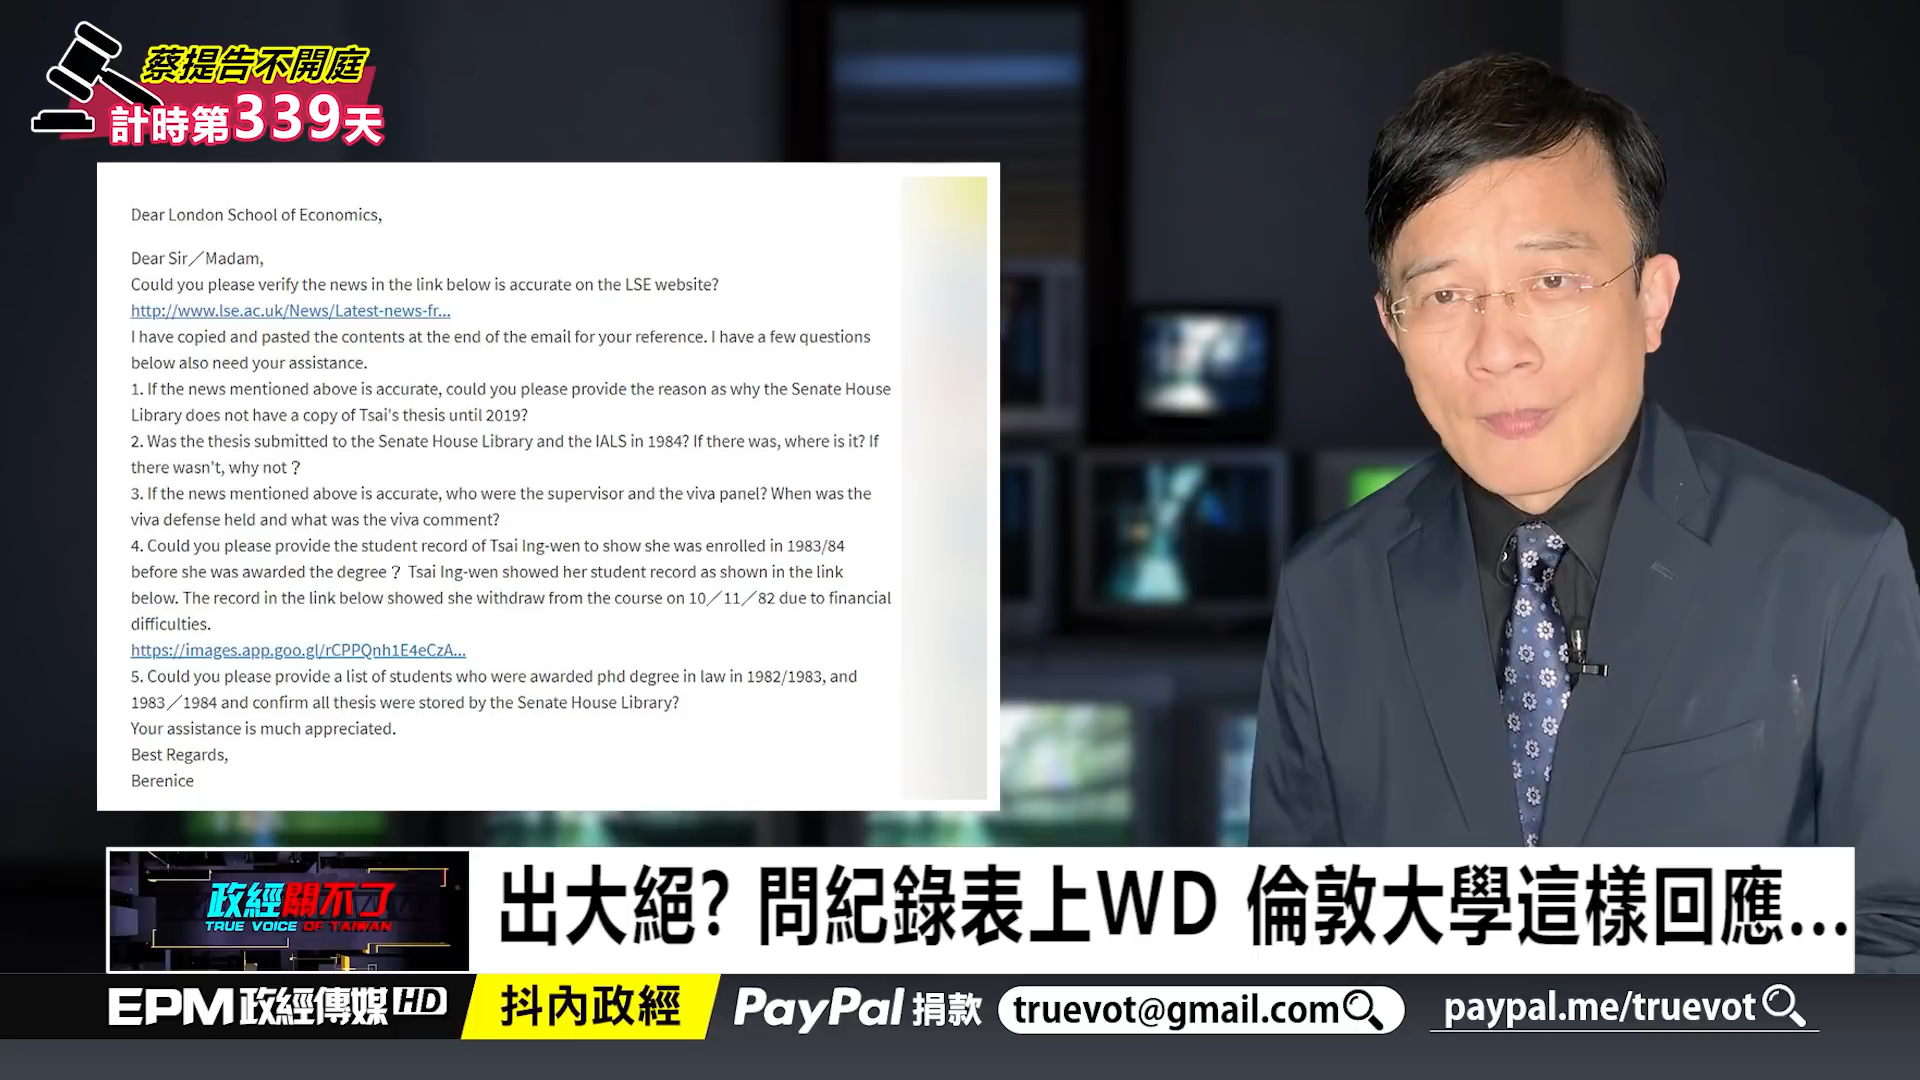 蔡提告不開庭
計時第339天
Dear London School of Economics,
Dear Sir／Madam,
Could you please verify the news in the link below is accurate on the LSE website?
http://www.lse.ac.uk/News/Latest-news-fr...
I have copied and pasted the contents at the end of the email for your reference. I have a few questions
below also need your assistance.
1. If the news mentioned above is accurate, could you please provide the reason as why the Senate House
Library does not have a copy of Tsai's thesis until 2019?
2. Was the thesis submitted to the Senate House Library and the IALS in 1984? If there was, where is it? If
there wasn't, why not？
3. If the news mentioned above is accurate, who were the supervisor and the viva panel? When was the
viva defense held and what was the viva comment?
4. Could you please provide the student record of Tsai Ing-wen to show she was enrolled in 1983/84
before she was awarded the degree？ Tsai Ing-wen showed her student record as shown in the link
below. The record in the link below showed she withdraw from the course on 10／11／82 due to financial
difficulties.
https://images.app.goo.gl/rCPPQnh1E4eCzA...
5. Could you please provide a list of students who were awarded phd degree in law in 1982/1983, and
1983／1984 and confirm all thesis were stored by the Senate House Library?
Your assistance is much appreciated.
Best Regards,
Berenice
政經關不了
TRUE VOICE OF TAIWAN
出大絕? 問紀錄表上WD 倫敦大學這樣回應...
EPM政經傳媒HD
抖內政經
PayPal 捐款
truevot@gmail.com
paypal.me/truevot